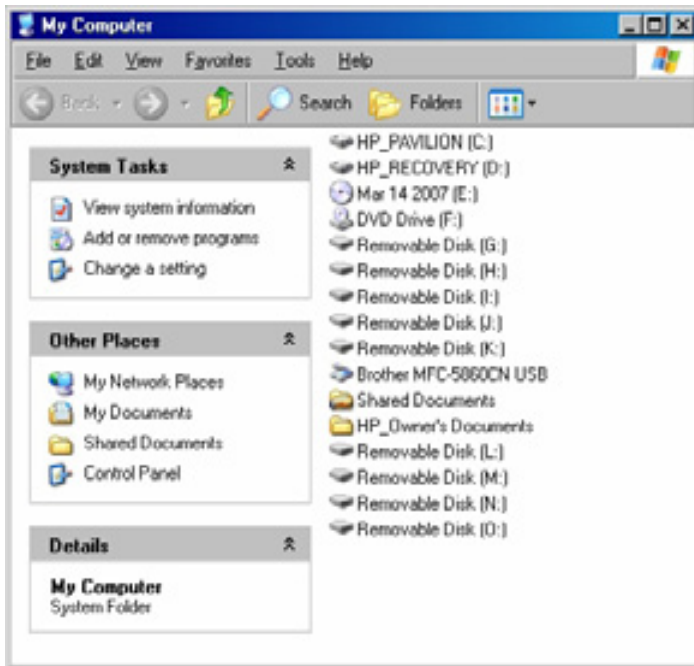 My Computer
File Edit View Favorites Tools Help
Back Search Folders
System Tasks
View system information
Add or remove programs
Change a setting
Other Places
My Network Places
My Documents
Shared Documents
Control Panel
Details
My Computer
System Folder
HP_PAVILION (C:)
HP_RECOVERY (D:)
Mar 14 2007 (E:)
DVD Drive (F:)
Removable Disk (G:)
Removable Disk (H:)
Removable Disk (I:)
Removable Disk (J:)
Removable Disk (K:)
Brother MFC-5860CN USB
Shared Documents
HP_Owner's Documents
Removable Disk (L:)
Removable Disk (M:)
Removable Disk (N:)
Removable Disk (O:)